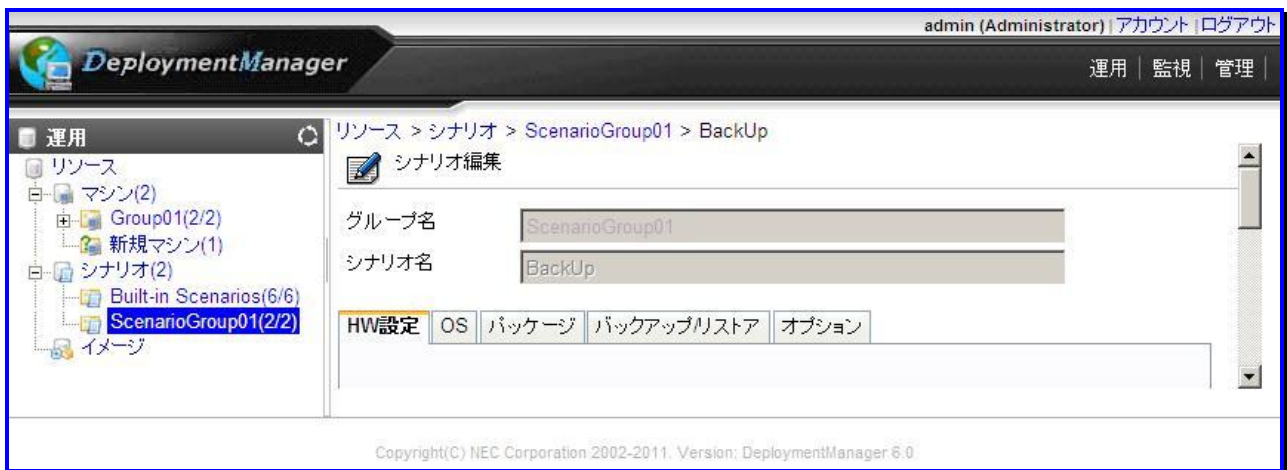 admin (Administrator) | アカウント | ログアウト
DeploymentManager
運用 | 監視 | 管理 |
運用
リソース
マシン(2)
Group01(2/2)
新規マシン(1)
シナリオ(2)
Built-in Scenarios(6/6)
ScenarioGroup01(2/2)
イメージ
リソース > シナリオ > ScenarioGroup01 > BackUp
シナリオ編集
グループ名 ScenarioGroup01
シナリオ名 BackUp
HW設定 OS パッケージ バックアップ/リストア オプション
Copyright(C) NEC Corporation 2002-2011. Version: DeploymentManager 6.0